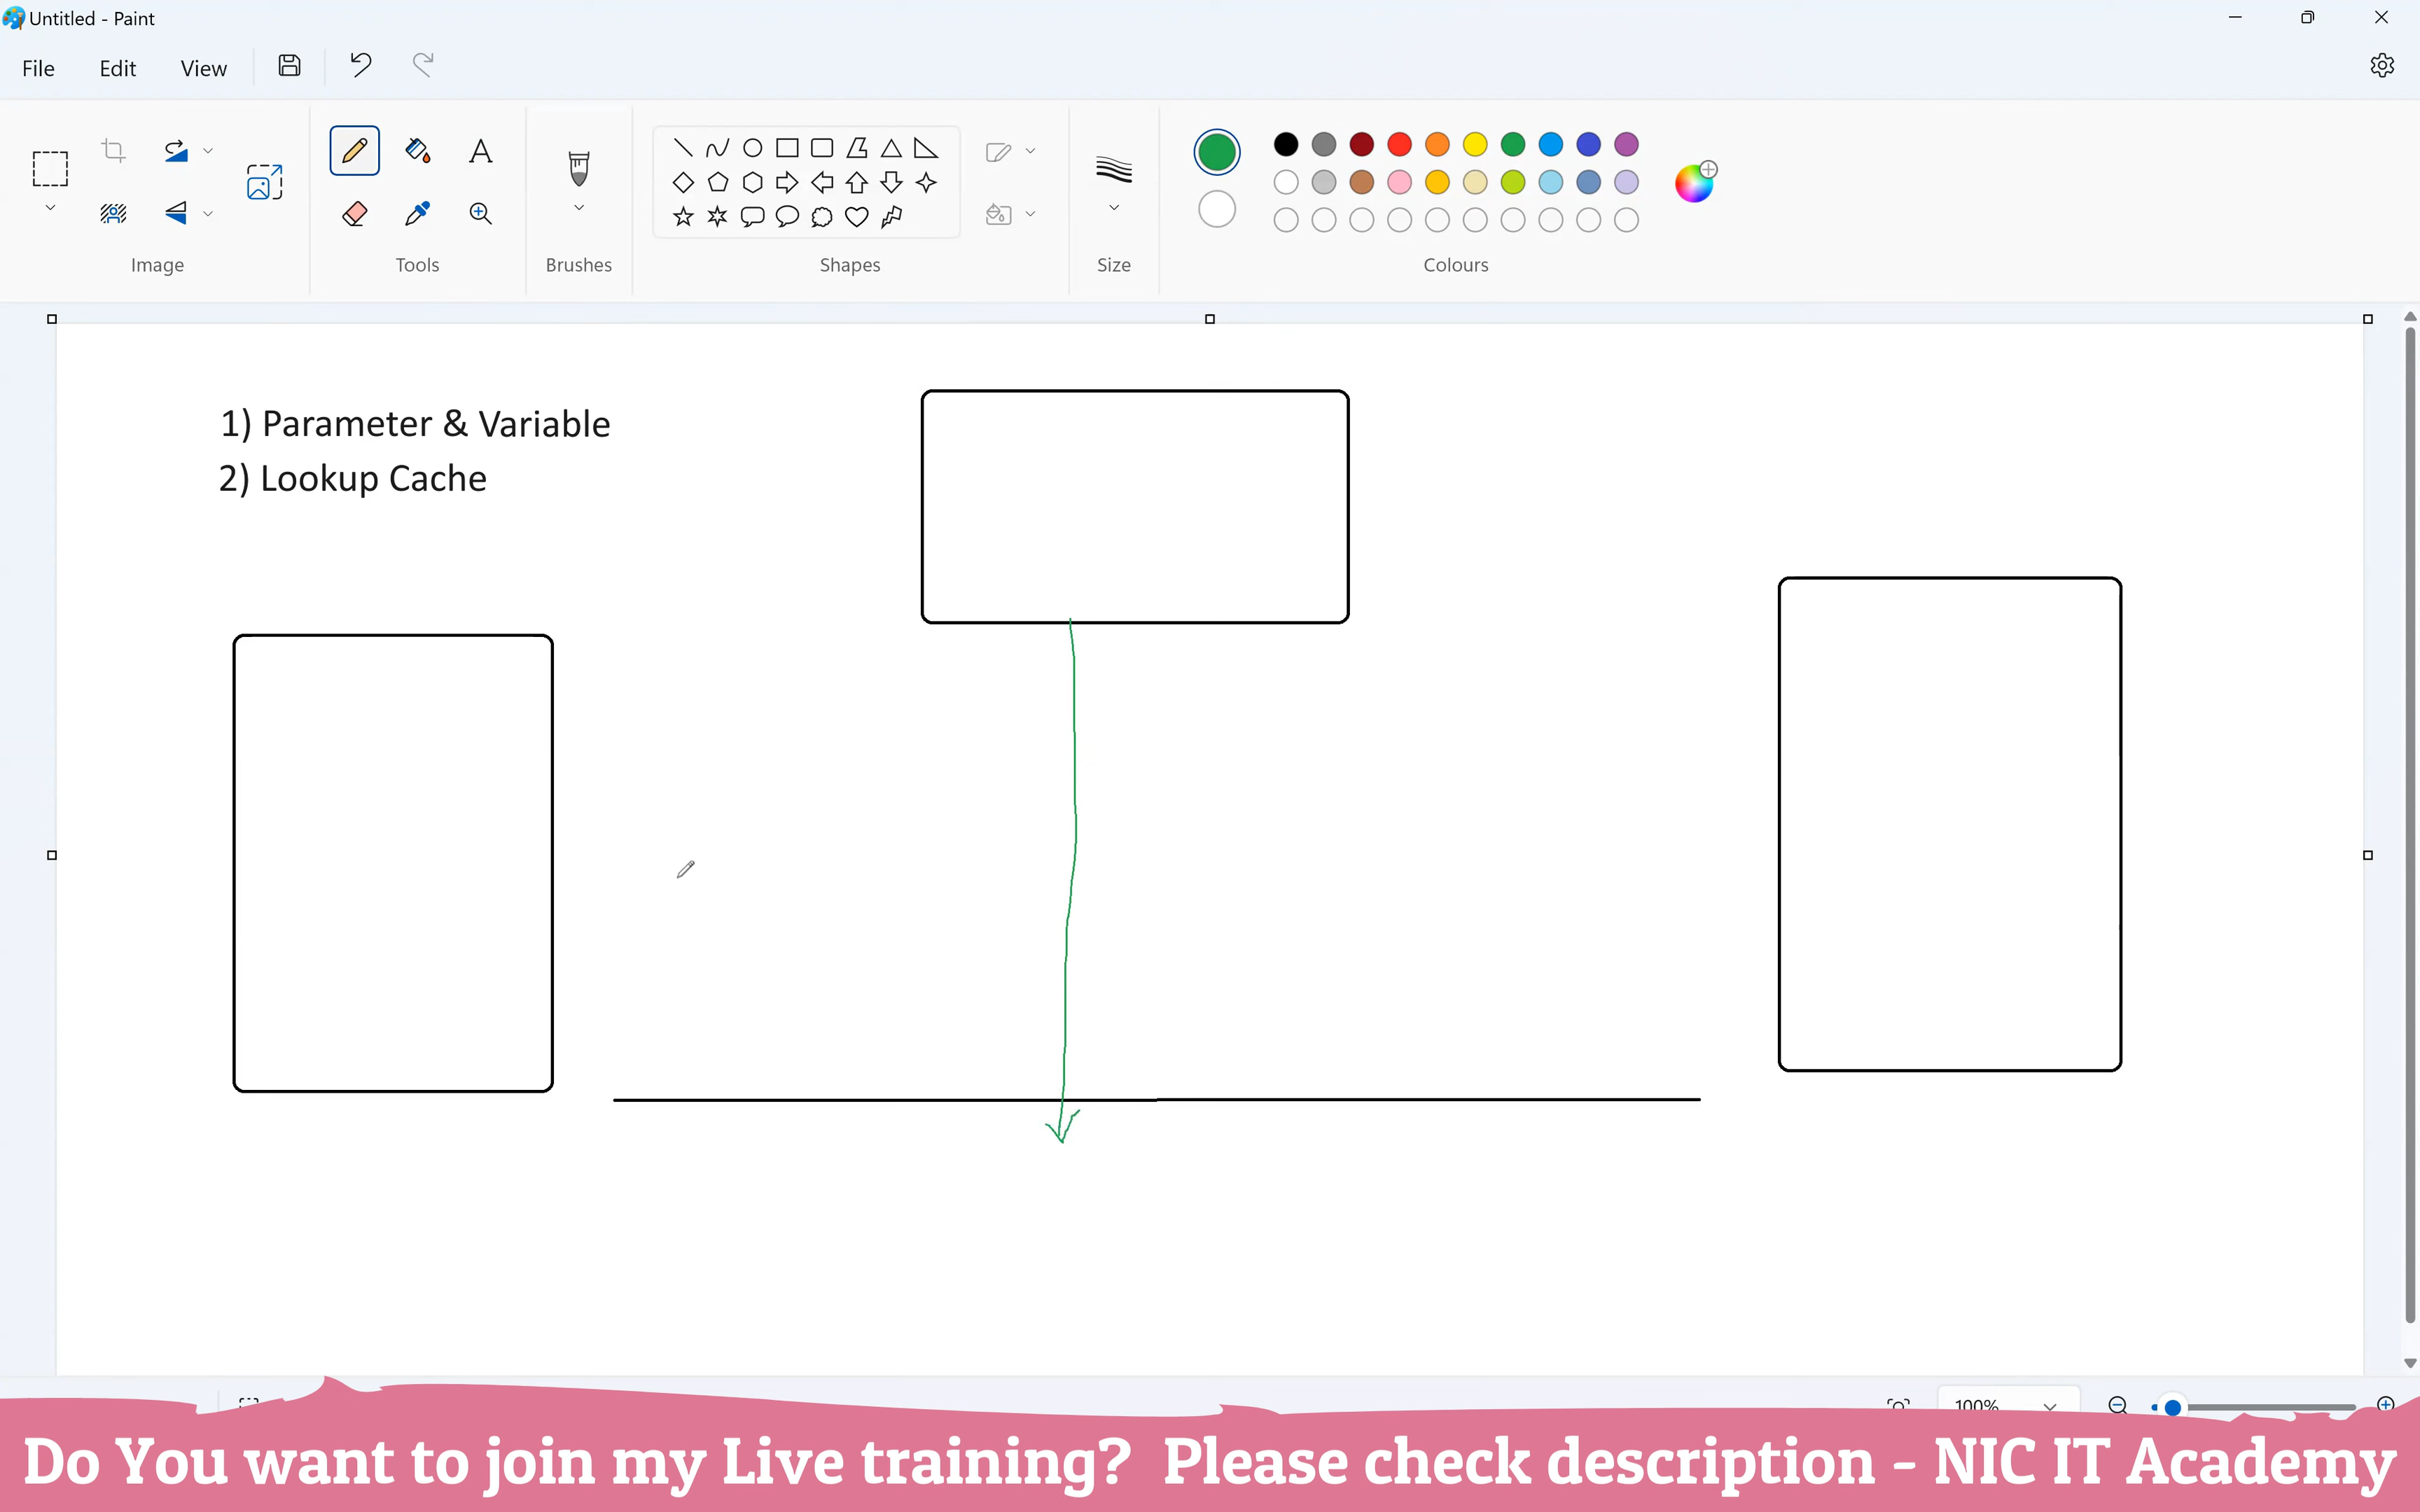 Untitled - Paint
File Edit View
Image Tools Brushes Shapes Size Colours
1) Parameter & Variable
2) Lookup Cache
100%
Do You want to join my Live training? Please check description - NIC IT Academy